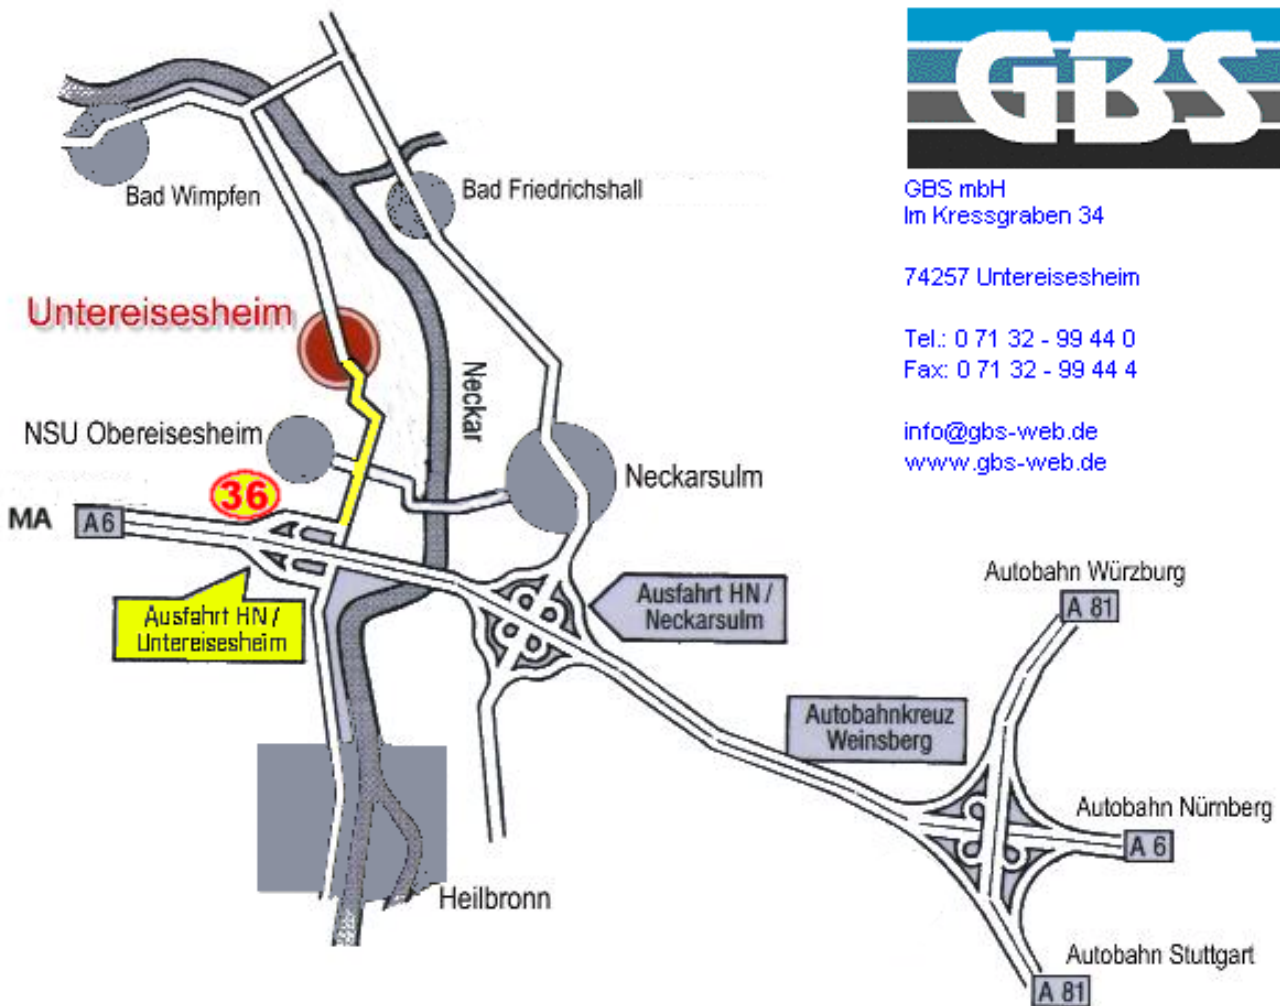 GBS
GBS mbH
Im Kressgraben 34
74257 Untereisesheim
Tel.: 0 71 32 - 99 44 0
Fax: 0 71 32 - 99 44 4
info@gbs-web.de
www.gbs-web.de
Bad Wimpfen
Bad Friedrichshall
Untereisesheim
Neckar
NSU Obereisesheim
Neckarsulm
36
MA
A6
Ausfahrt HN /
Untereisesheim
Ausfahrt HN /
Neckarsulm
Autobahn Würzburg
A 81
Autobahnkreuz
Weinsberg
Autobahn Nürnberg
A 6
Heilbronn
Autobahn Stuttgart
A 81